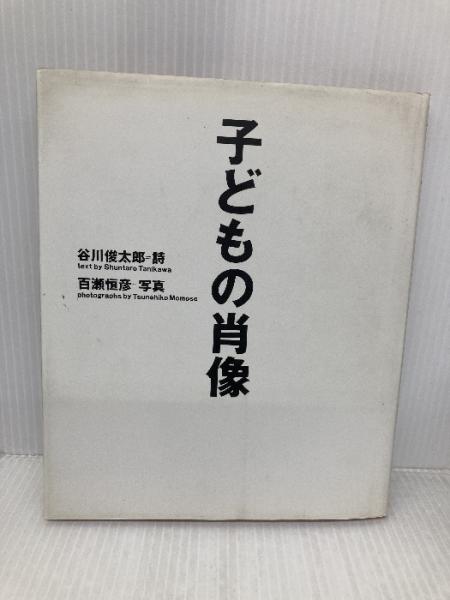 子どもの肖像
谷川俊太郎=詩
text by Shuntaro Tanikawa
百瀬恒彦=写真
photographs by Tsunehiko Momose